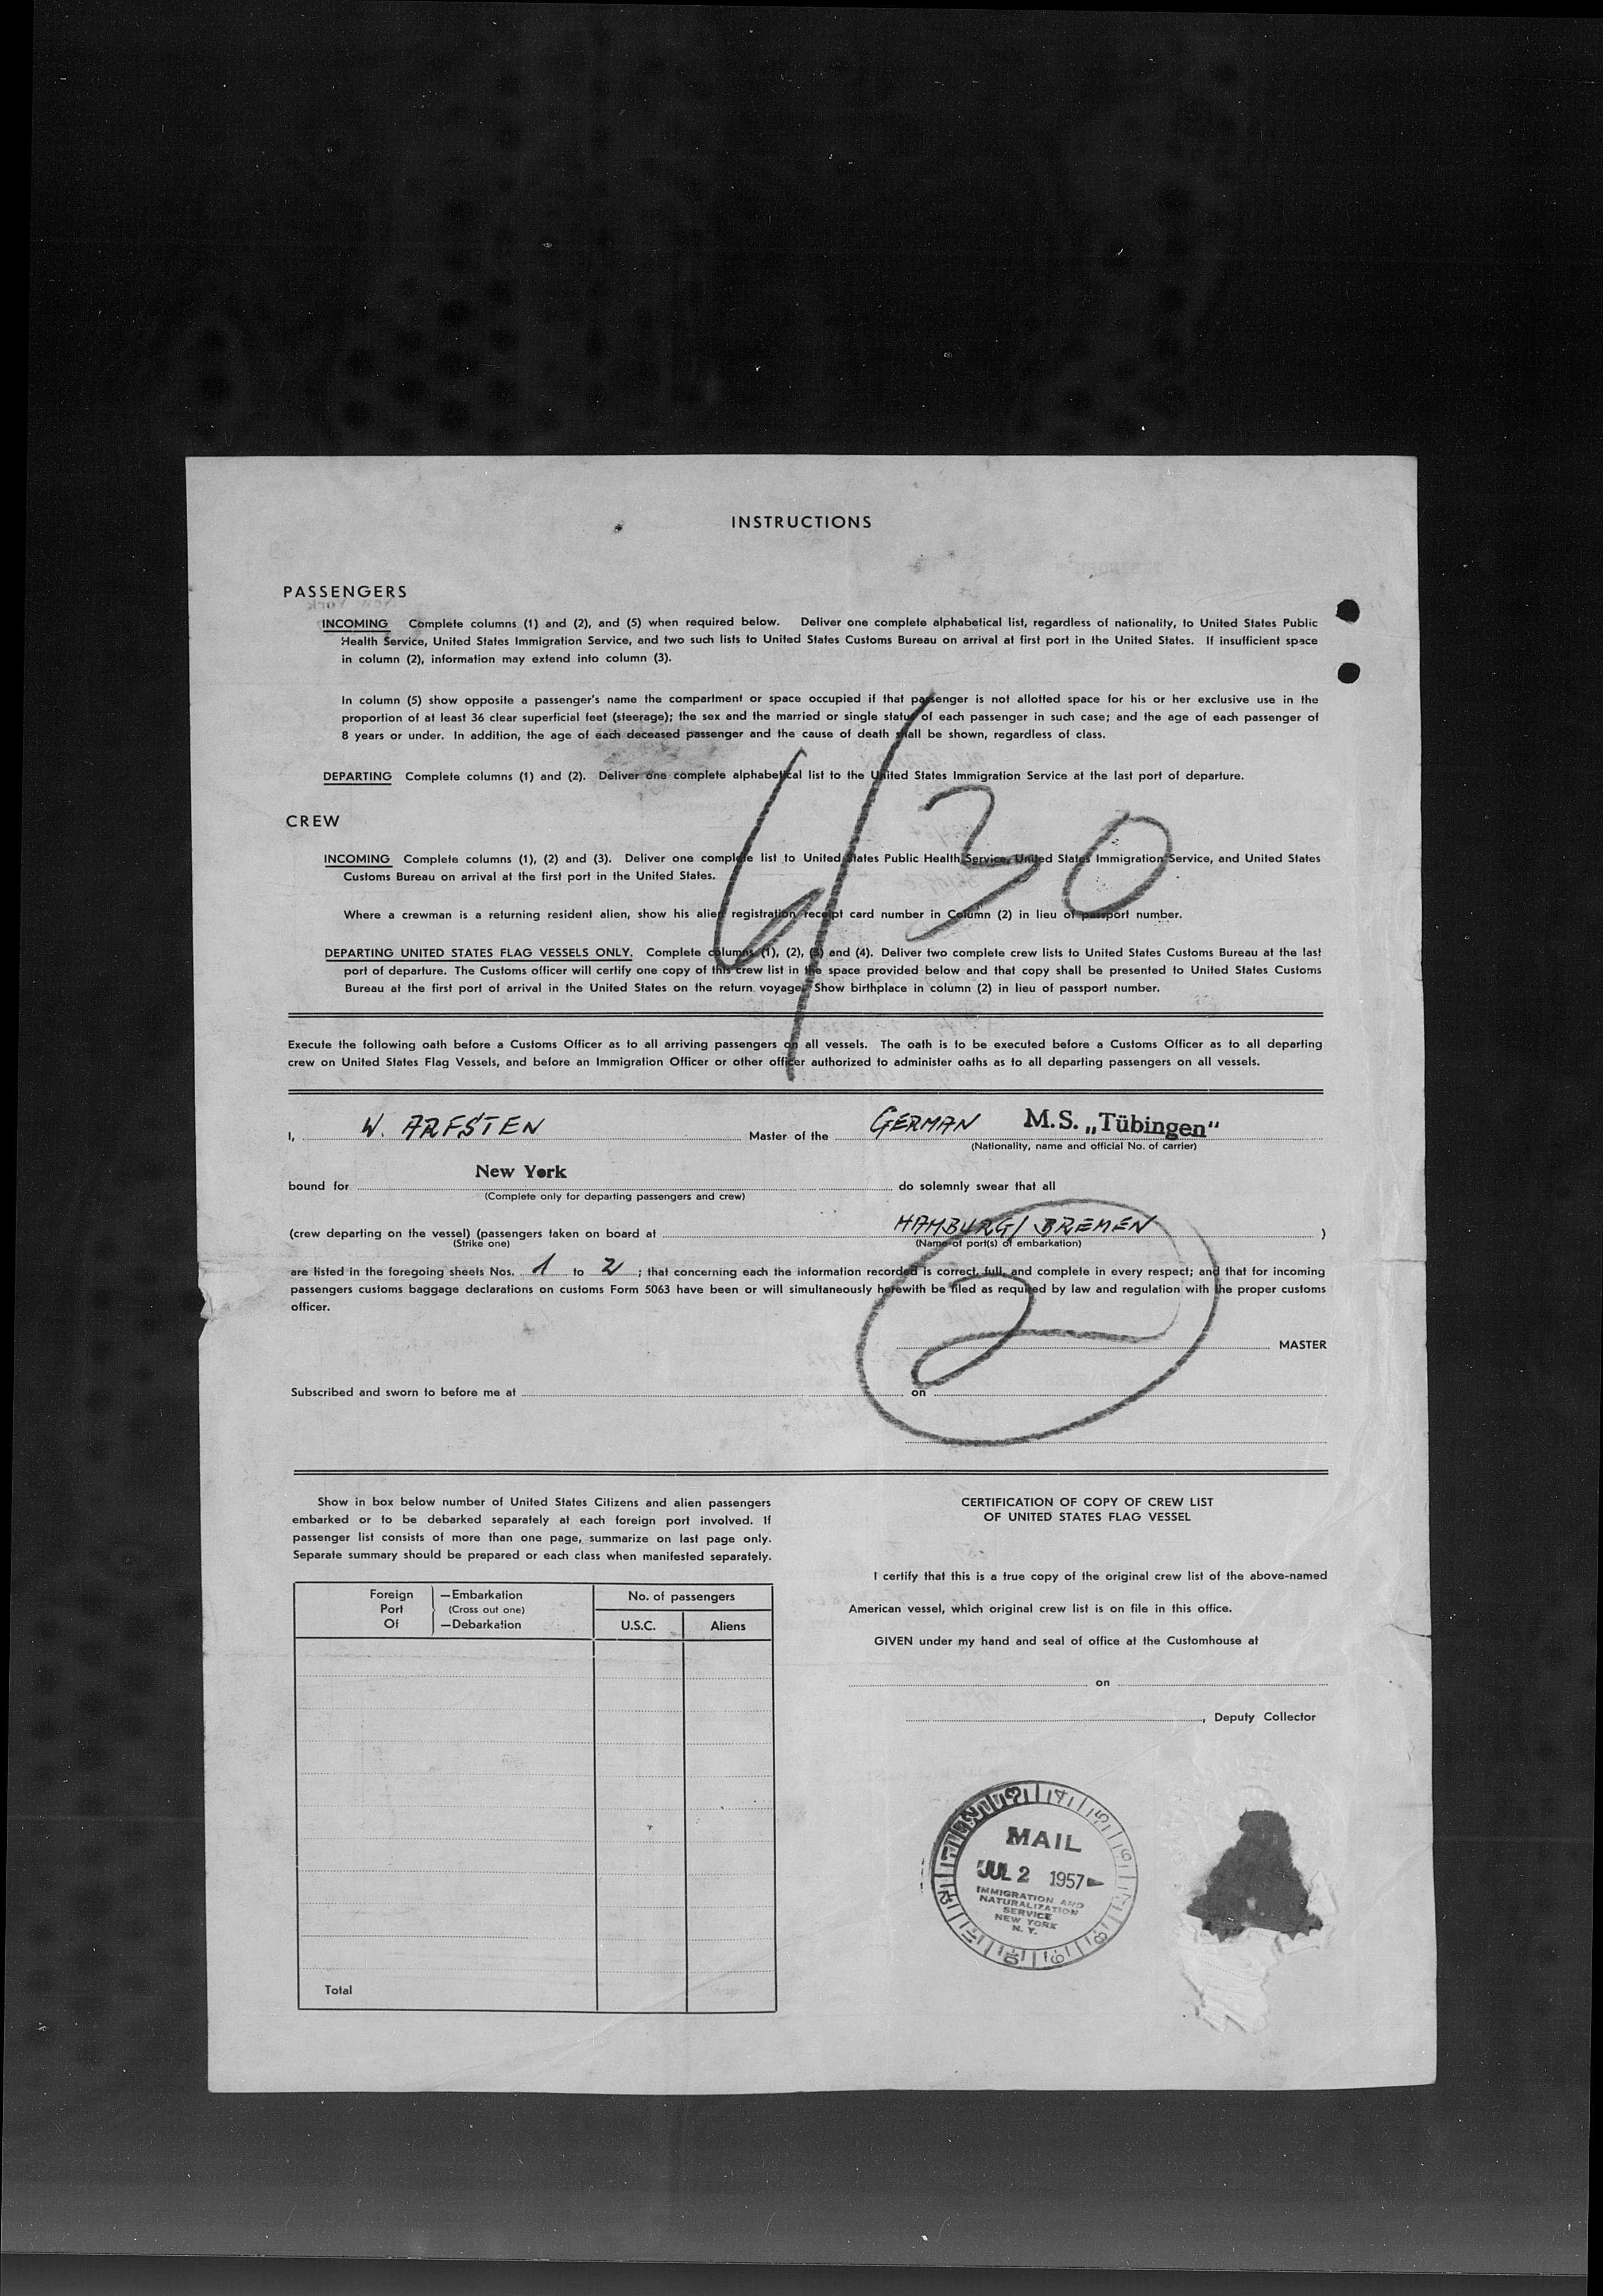 INSTRUCTIONS
PASSENGERS
INCOMING Complete columns (1) and (2), and (5) when required below. Deliver one complete alphabetical list, regardless of nationality, to United States Public
Health Service, United States Immigration Service, and two such lists to United States Customs Bureau on arrival at first port in the United States. If insufficient space
in column (2), information may extend into column (3).
In column (5) show opposite a passenger's name the compartment or space occupied if that passenger is not allotted space for his or her exclusive use in the
proportion of at least 36 clear superficial feet (steerage); the sex and the married or single status of each passenger in such case; and the age of each passenger of
8 years or under. In addition, the age of each deceased passenger and the cause of death shall be shown, regardless of class.
DEPARTING Complete columns (1) and (2). Deliver one complete alphabetical list to the United States Immigration Service at the last port of departure.
6/30
CREW
INCOMING Complete columns (1), (2) and (3). Deliver one complete list to United States Public Health Service, United States Immigration Service, and United States
Customs Bureau on arrival at the first port in the United States.
Where a crewman is a returning resident alien, show his alien registration receipt card number in Column (2) in lieu of passport number.
DEPARTING UNITED STATES FLAG VESSELS ONLY. Complete columns (1), (2), (3) and (4). Deliver two complete crew lists to United States Customs Bureau at the last
port of departure. The Customs officer will certify one copy of this crew list in the space provided below and that copy shall be presented to United States Customs
Bureau at the first port of arrival in the United States on the return voyage. Show birthplace in column (2) in lieu of passport number.
Execute the following oath before a Customs Officer as to all arriving passengers on all vessels. The oath is to be executed before a Customs Officer as to all departing
crew on United States Flag Vessels, and before an Immigration Officer or other officer authorized to administer oaths as to all departing passengers on all vessels.
I, W. ARFSTEN Master of the GERMAN M.S. „Tübingen“
(Nationality, name and official No. of carrier)
bound for New York do solemnly swear that all
(Complete only for departing passengers and crew)
(crew departing on the vessel) (passengers taken on board at HAMBURG/ BREMEN )
(Strike one) (Name of port(s) of embarkation)
are listed in the foregoing sheets Nos. 1 to 2 ; that concerning each the information recorded is correct, full, and complete in every respect; and that for incoming
passengers customs baggage declarations on customs Form 5063 have been or will simultaneously herewith be filed as required by law and regulation with the proper customs
officer.
2
MASTER
Subscribed and sworn to before me at on
Show in box below number of United States Citizens and alien passengers
embarked or to be debarked separately at each foreign port involved. If
passenger list consists of more than one page, summarize on last page only.
Separate summary should be prepared or each class when manifested separately.
Foreign Port Of
—Embarkation
(Cross out one)
—Debarkation
No. of passengers
U.S.C. Aliens
Total
CERTIFICATION OF COPY OF CREW LIST
OF UNITED STATES FLAG VESSEL
I certify that this is a true copy of the original crew list of the above-named
American vessel, which original crew list is on file in this office.
GIVEN under my hand and seal of office at the Customhouse at
on
, Deputy Collector
MAIL
JUL 2 1957
IMMIGRATION AND
NATURALIZATION
SERVICE
NEW YORK
N. Y.